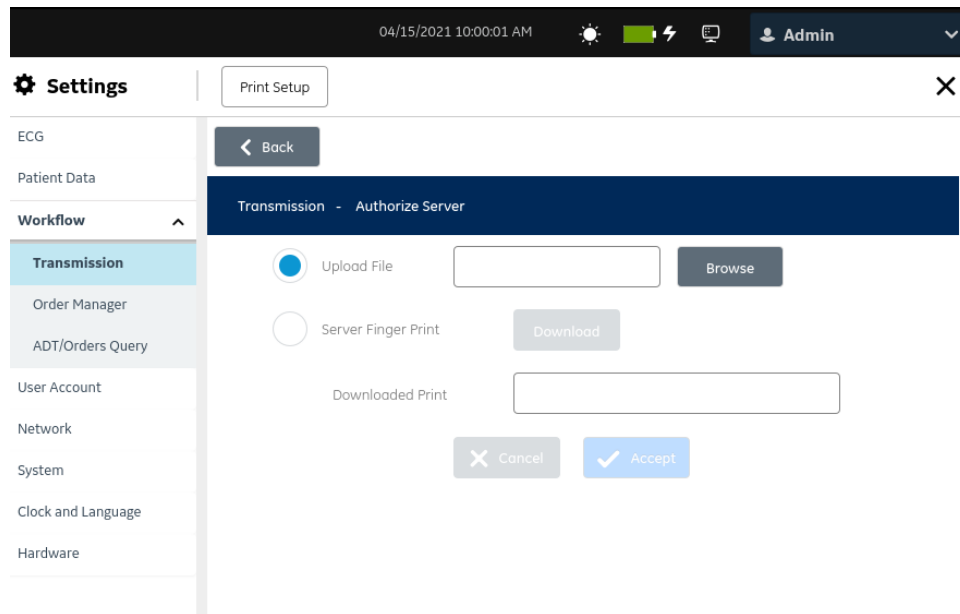 04/15/2021 10:00:01 AM
Admin
Settings
Print Setup
ECG
Back
Patient Data
Workflow
Transmission - Authorize Server
Transmission
Upload File
Browse
Order Manager
Server Finger Print
Download
ADT/Orders Query
User Account
Downloaded Print
Network
Cancel
Accept
System
Clock and Language
Hardware